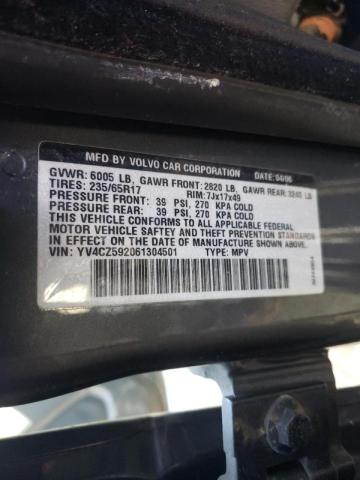 MFD BY VOLVO CAR CORPORATION DATE: 04/06
GVWR: 6005 LB, GAWR FRONT: 2820 LB, GAWR REAR: 3240 LB
TIRES: 235/65R17 RIM: 7Jx17x49
PRESSURE FRONT: 39 PSI, 270 KPA COLD
PRESSURE REAR: 39 PSI, 270 KPA COLD
THIS VEHICLE CONFORMS TO ALL APPLICABLE FEDERAL
MOTOR VEHICLE SAFTEY AND THEFT PREVENTION STANDARDS
IN EFFECT ON THE DATE OF MANUFACTURE SHOWN ABOVE.
VIN: YV4CZ592061304501 TYPE: MPV